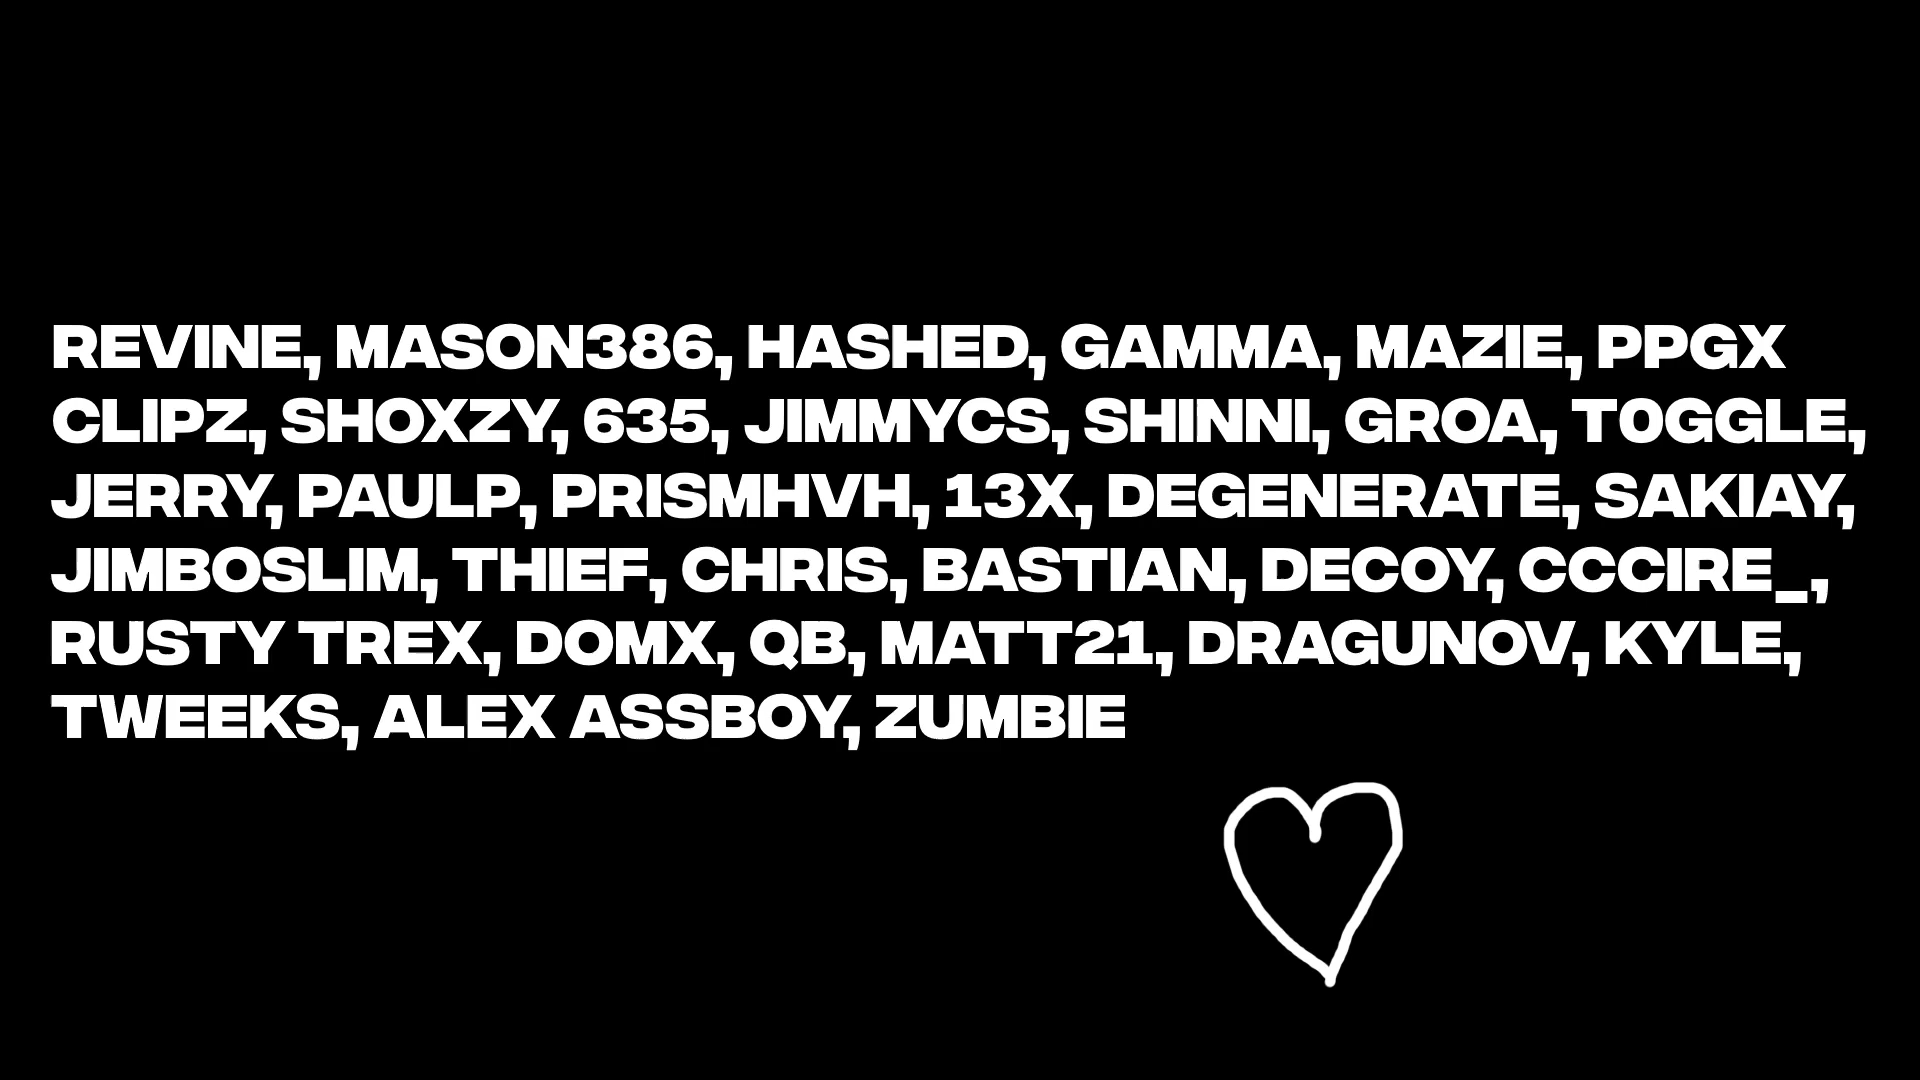 REVINE, MASON386, HASHED, GAMMA, MAZIE, PPGX
CLIPZ, SHOXZY, 635, JIMMYCS, SHINNI, GROA, T0GGLE,
JERRY, PAULP, PRISMHVH, 13X, DEGENERATE, SAKIAY,
JIMBOSLIM, THIEF, CHRIS, BASTIAN, DECOY, CCCIRE_,
RUSTY TREX, DOMX, QB, MATT21, DRAGUNOV, KYLE,
TWEEKS, ALEX ASSBOY, ZUMBIE